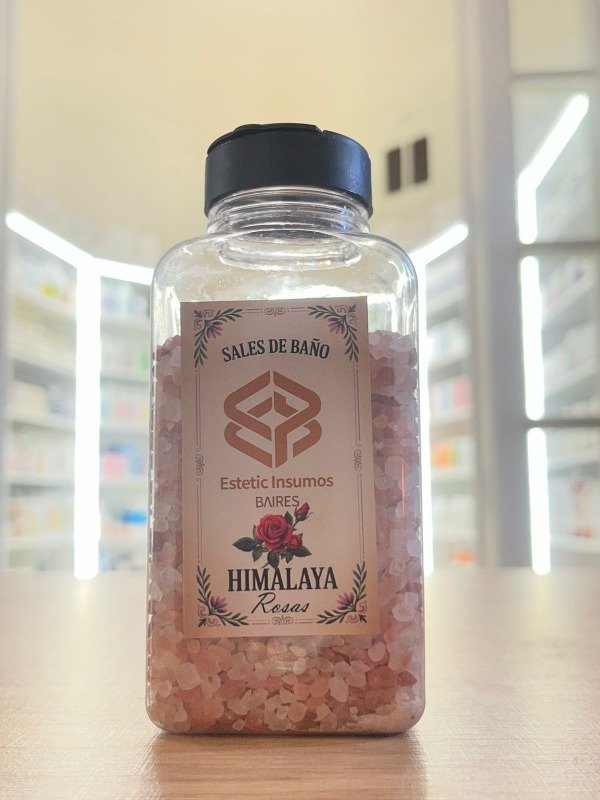 SALES DE BAÑO
Estetic Insumos
BAIRES
HIMALAYA
Rosas